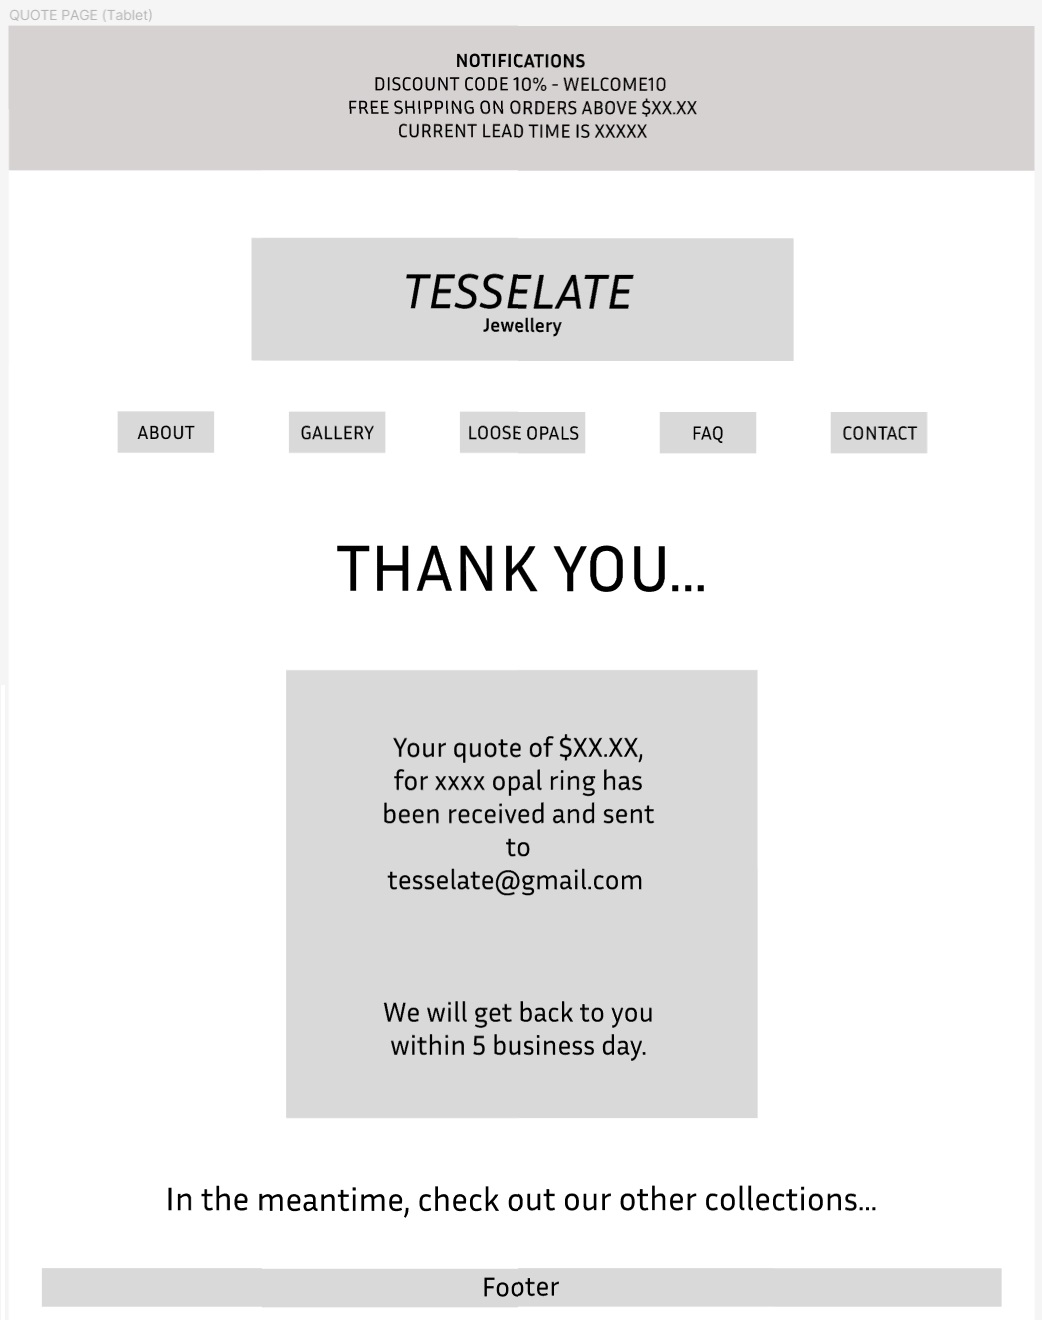 QUOTE PAGE (Tablet)
NOTIFICATIONS
DISCOUNT CODE 10% - WELCOME10
FREE SHIPPING ON ORDERS ABOVE $XX.XX
CURRENT LEAD TIME IS XXXXX
TESSELATE
Jewellery
ABOUT
GALLERY
LOOSE OPALS
FAQ
CONTACT
THANK YOU...
Your quote of $XX.XX,
for xxxx opal ring has
been received and sent
to
tesselate@gmail.com
We will get back to you
within 5 business day.
In the meantime, check out our other collections...
Footer